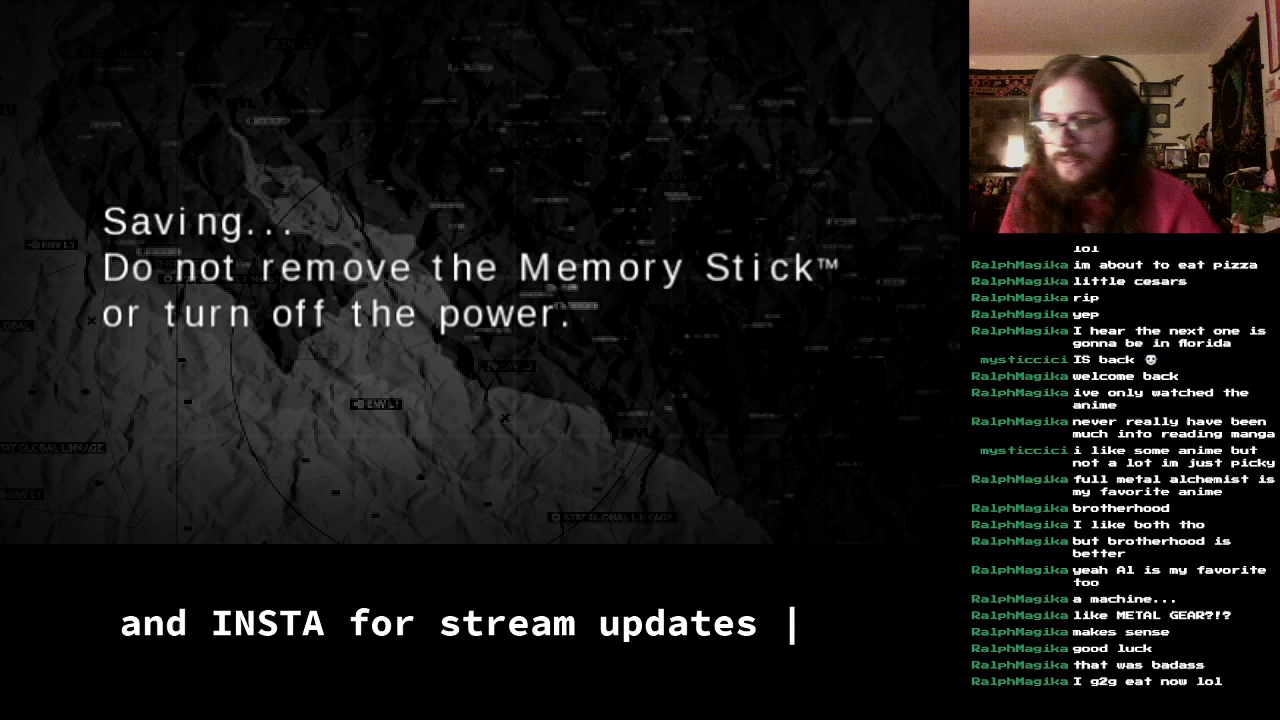 Saving...
Do not remove the Memory Stick™
or turn off the power.
and INSTA for stream updates |
lol
RalphMagika im about to eat pizza
RalphMagika little cesars
RalphMagika rip
RalphMagika yep
RalphMagika I hear the next one is
gonna be in florida
mysticcici IS back 💀
RalphMagika welcome back
RalphMagika ive only watched the
anime
RalphMagika never really have been
much into reading manga
mysticcici i like some anime but
not a lot im just picky
RalphMagika full metal alchemist is
my favorite anime
RalphMagika brotherhood
RalphMagika I like both tho
RalphMagika but brotherhood is
better
RalphMagika yeah Al is my favorite
too
RalphMagika a machine...
RalphMagika like METAL GEAR?!?
RalphMagika makes sense
RalphMagika good luck
RalphMagika that was badass
RalphMagika I g2g eat now lol